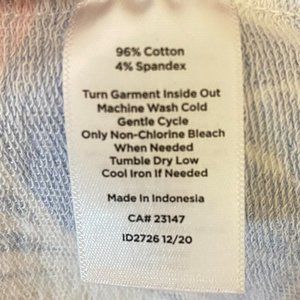 96% Cotton
4% Spandex
Turn Garment Inside Out
Machine Wash Cold
Gentle Cycle
Only Non-Chlorine Bleach
When Needed
Tumble Dry Low
Cool Iron If Needed
Made In Indonesia
CA# 23147
ID2726 12/20